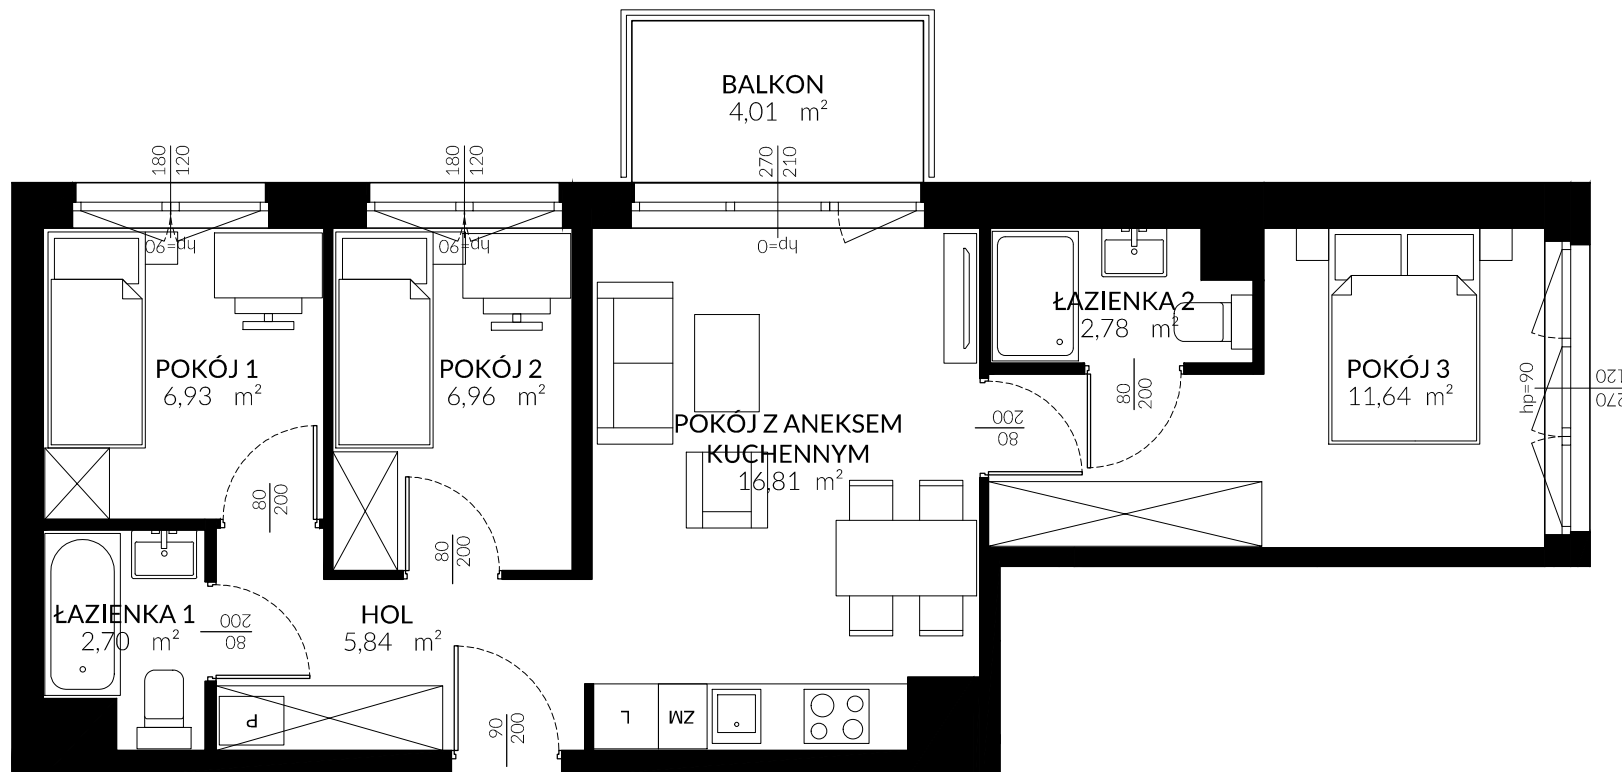 BALKON
4,01 m²
180
120
hp=90
180
120
hp=90
270
210
hp=0
ŁAZIENKA 2
2,78 m²
POKÓJ 1
6,93 m²
POKÓJ 2
6,96 m²
POKÓJ 3
11,64 m²
hp=90
120
270
80
200
200
80
POKÓJ Z ANEKSEM
KUCHENNYM
16,81 m²
80
200
80
200
ŁAZIENKA 1
2,70 m²
200
80
HOL
5,84 m²
P
90
200
L
ZM